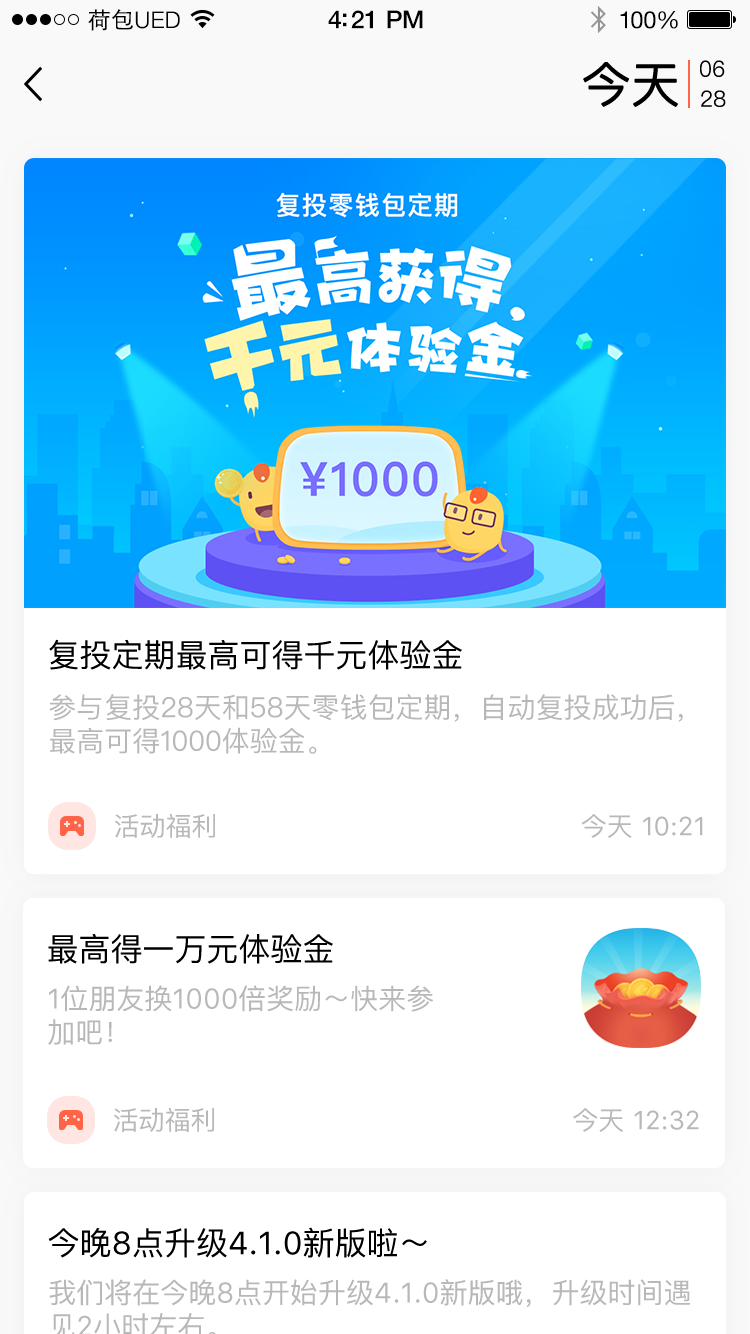 荷包UED
4:21 PM
100%
今天
06
28
复投零钱包定期
最高获得
千元体验金
¥1000
复投定期最高可得千元体验金
参与复投28天和58天零钱包定期，自动复投成功后，
最高可得1000体验金。
活动福利
今天 10:21
最高得一万元体验金
1位朋友换1000倍奖励～快来参
加吧！
活动福利
今天 12:32
今晚8点升级4.1.0新版啦～
我们将在今晚8点开始升级4.1.0新版哦，升级时间遇
见2小时左右。